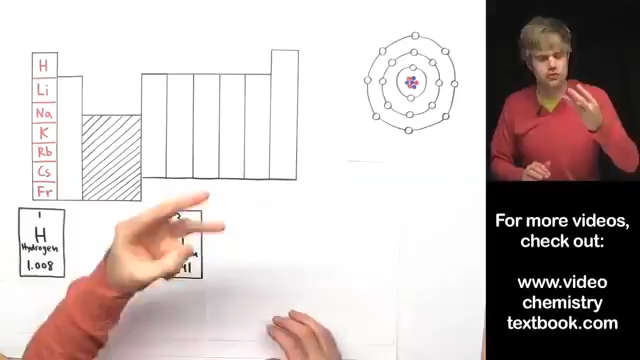 H
Li
Na
K
Rb
Cs
Fr
1
H
Hydrogen
1.008
For more videos,
check out:
www.video
chemistry
textbook.com